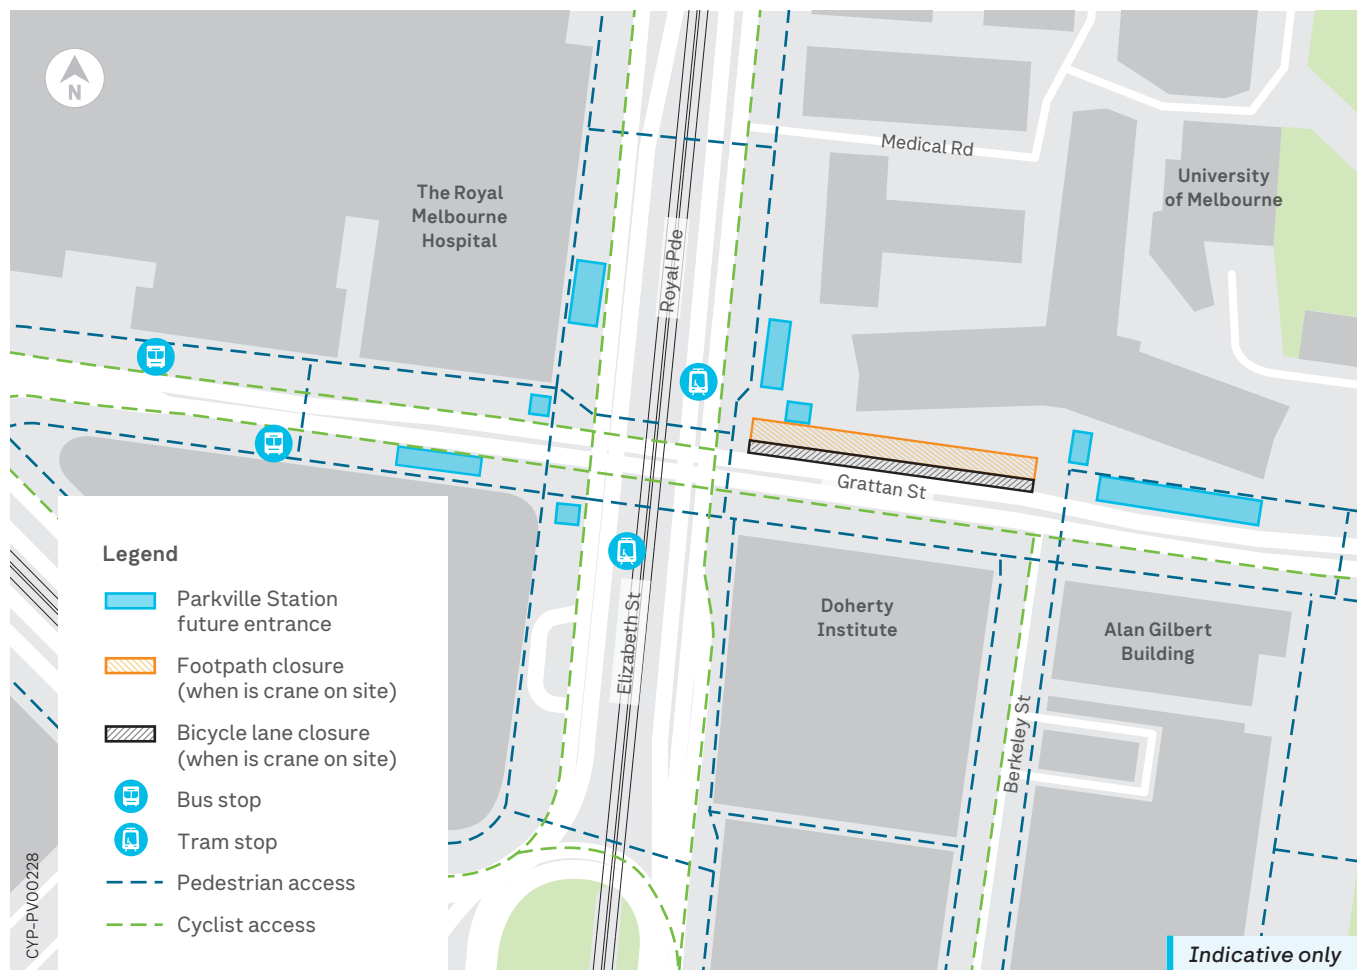 N
Medical Rd
University
of Melbourne
The Royal
Melbourne
Hospital
Royal Pde
Grattan St
Legend
Parkville Station
future entrance
Footpath closure
(when is crane on site)
Bicycle lane closure
(when is crane on site)
Bus stop
Tram stop
Pedestrian access
Cyclist access
Elizabeth St
Doherty
Institute
Alan Gilbert
Building
Berkeley St
CYP-PV00228
Indicative only